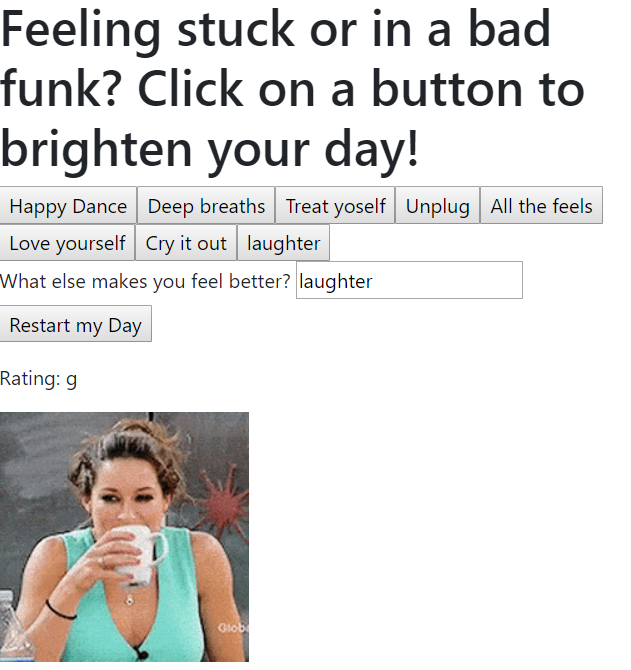 Feeling stuck or in a bad
funk? Click on a button to
brighten your day!
Happy Dance Deep breaths Treat yoself Unplug All the feels
Love yourself Cry it out laughter
What else makes you feel better? laughter
Restart my Day
Rating: g